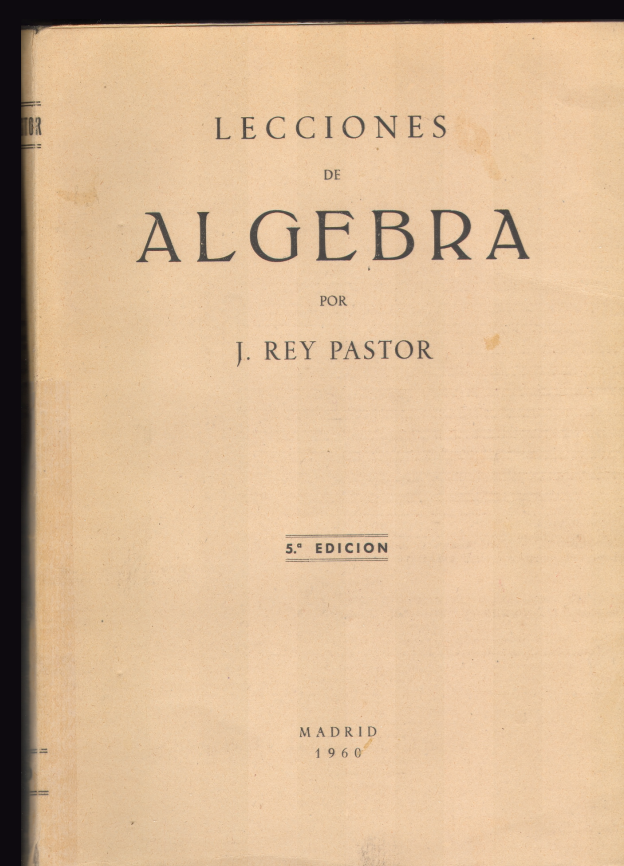 LECCIONES
DE
ALGEBRA
POR
J. REY PASTOR
5.ª EDICION
MADRID
1960